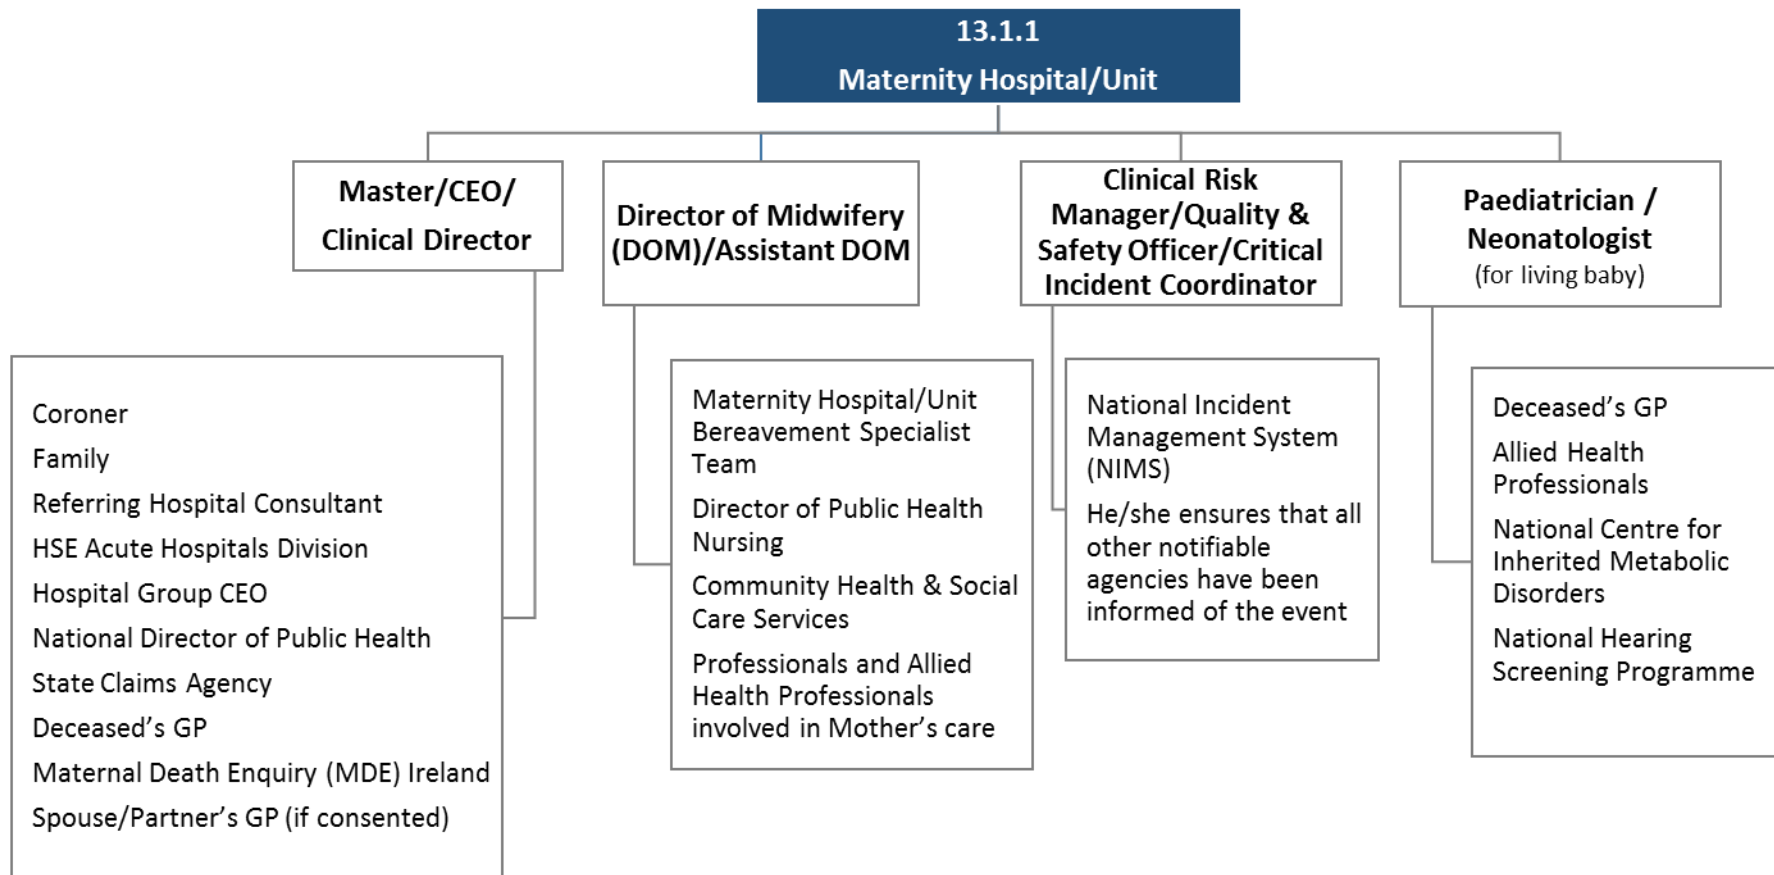 13.1.1
Maternity Hospital/Unit
Master/CEO/
Clinical Director
Director of Midwifery
(DOM)/Assistant DOM
Clinical Risk
Manager/Quality &
Safety Officer/Critical
Incident Coordinator
Paediatrician /
Neonatologist
(for living baby)
Coroner
Family
Referring Hospital Consultant
HSE Acute Hospitals Division
Hospital Group CEO
National Director of Public Health
State Claims Agency
Deceased’s GP
Maternal Death Enquiry (MDE) Ireland
Spouse/Partner’s GP (if consented)
Maternity Hospital/Unit
Bereavement Specialist
Team
Director of Public Health
Nursing
Community Health & Social
Care Services
Professionals and Allied
Health Professionals
involved in Mother’s care
National Incident
Management System
(NIMS)
He/she ensures that all
other notifiable
agencies have been
informed of the event
Deceased’s GP
Allied Health
Professionals
National Centre for
Inherited Metabolic
Disorders
National Hearing
Screening Programme